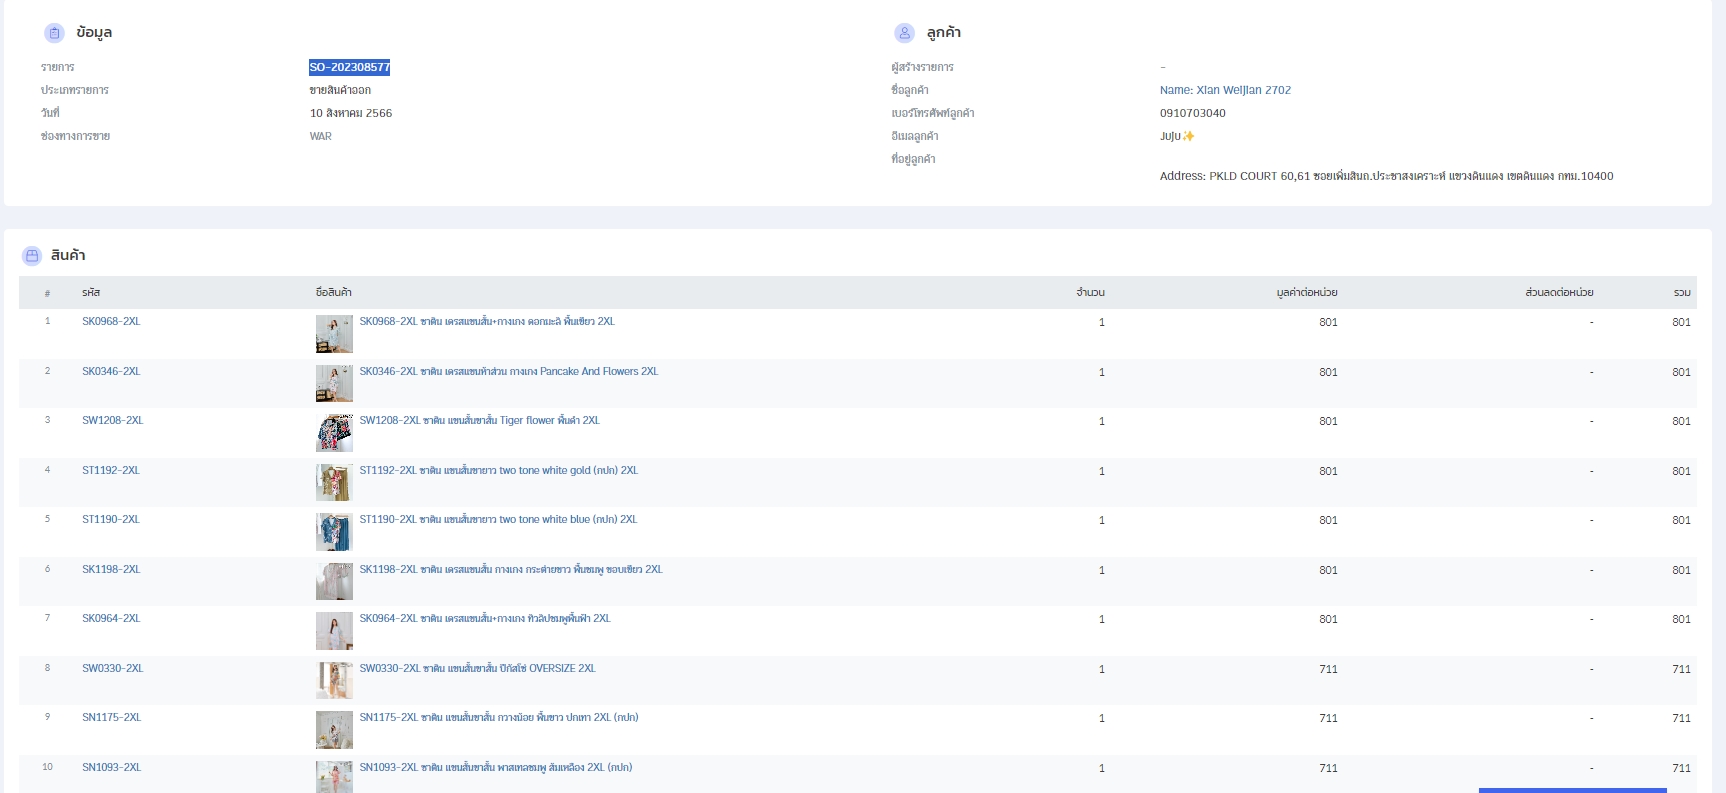 ข้อมูล
รายการ SO-202308577
ประเภทรายการ ขายสินค้าออก
วันที่ 10 สิงหาคม 2566
ช่องทางการขาย WAR
ลูกค้า
ผู้สร้างรายการ -
ชื่อลูกค้า Name: Xian Weijian 2702
เบอร์โทรศัพท์ลูกค้า 0910703040
อีเมลลูกค้า Juju✨
ที่อยู่ลูกค้า
Address: PKLD COURT 60,61 ซอยเพิ่มสินถ.ประชาสงเคราะห์ แขวงดินแดง เขตดินแดง กทม.10400
สินค้า
# รหัส ชื่อสินค้า จำนวน มูลค่าต่อหน่วย ส่วนลดต่อหน่วย รวม
1 SK0968-2XL SK0968-2XL ซาติน เดรสแขนสั้น+กางเกง ดอกมะลิ พื้นเขียว 2XL 1 801 - 801
2 SK0346-2XL SK0346-2XL ซาติน เดรสแขนห้าส่วน กางเกง Pancake And Flowers 2XL 1 801 - 801
3 SW1208-2XL SW1208-2XL ซาติน แขนสั้นขาสั้น Tiger flower พื้นดำ 2XL 1 801 - 801
4 ST1192-2XL ST1192-2XL ซาติน แขนสั้นขายาว two tone white gold (กปก) 2XL 1 801 - 801
5 ST1190-2XL ST1190-2XL ซาติน แขนสั้นขายาว two tone white blue (กปก) 2XL 1 801 - 801
6 SK1198-2XL SK1198-2XL ซาติน เดรสแขนสั้น กางเกง กระต่ายขาว พื้นชมพู ขอบเขียว 2XL 1 801 - 801
7 SK0964-2XL SK0964-2XL ซาติน เดรสแขนสั้น+กางเกง ทิวลิปชมพูพื้นฟ้า 2XL 1 801 - 801
8 SW0330-2XL SW0330-2XL ซาติน แขนสั้นขาสั้น ปีกัสโซ่ OVERSIZE 2XL 1 711 - 711
9 SN1175-2XL SN1175-2XL ซาติน แขนสั้นขาสั้น กวางน้อย พื้นขาว ปกเทา 2XL (กปก) 1 711 - 711
10 SN1093-2XL SN1093-2XL ซาติน แขนสั้นขาสั้น พาสเทลชมพู ส้มเหลือง 2XL (กปก) 1 711 - 711